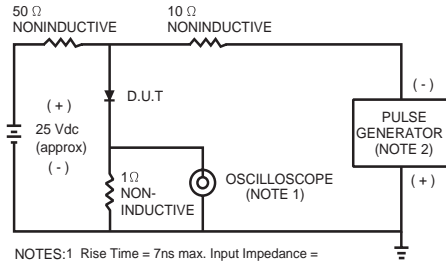 50 Ω
NONINDUCTIVE
10 Ω
NONINDUCTIVE
(+)
25 Vdc
(approx)
(-)
D.U.T
1Ω
NON-
INDUCTIVE
OSCILLOSCOPE
(NOTE 1)
(-)
PULSE
GENERATOR
(NOTE 2)
(+)
NOTES:1 Rise Time = 7ns max. Input Impedance =